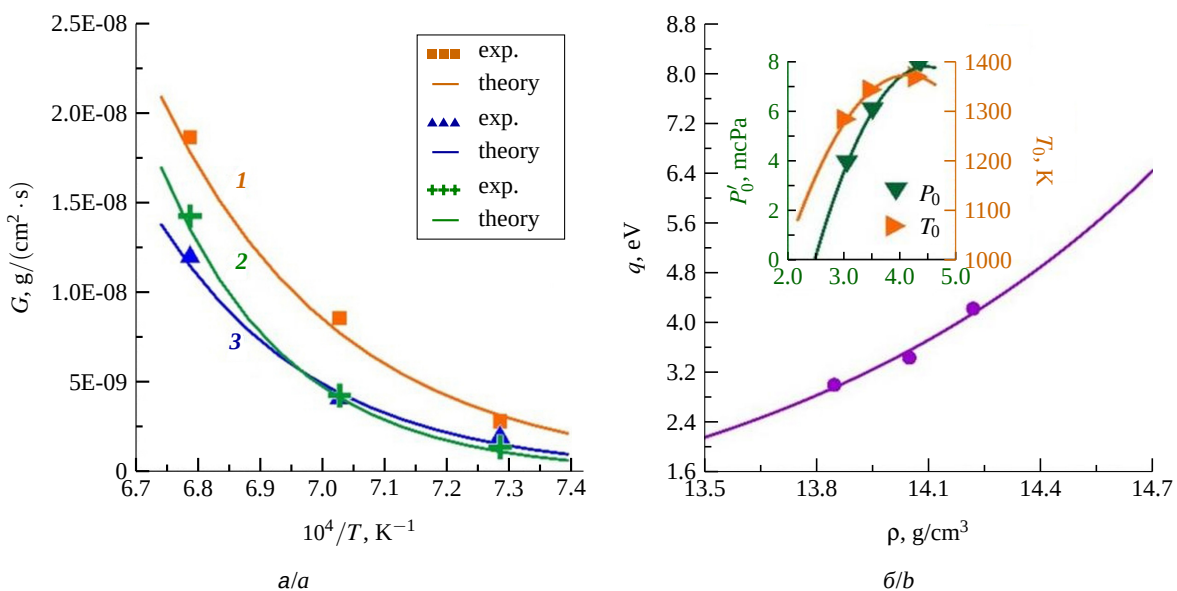 2.5E-08
2.0E-08
1.5E-08
1.0E-08
5E-09
0
G, g/(cm² · s)
6.7 6.8 6.9 7.0 7.1 7.2 7.3 7.4
10⁴/T, K⁻¹
exp.
theory
exp.
theory
exp.
theory
1
2
3
а/a
8.8
8.0
7.2
6.4
5.6
4.8
4.0
3.2
2.4
1.6
q, eV
13.5 13.8 14.1 14.4 14.7
ρ, g/cm³
8
6
4
2
0
P′₀, mcPa
2.0 3.0 4.0 5.0
1400
1300
1200
1100
1000
T₀, K
P₀
T₀
б/b